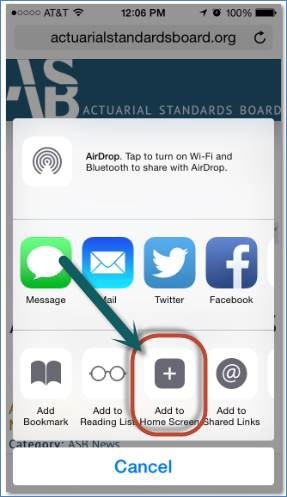 AT&T 12:06 PM 100%
actuarialstandardsboard.org
AS
B ACTUARIAL STANDARDS BOARD
AirDrop. Tap to turn on Wi-Fi and
Bluetooth to share with AirDrop.
Message Mail Twitter Facebook
Add Add to Add to Add to
Bookmark Reading List Home Screen Shared Links
Category: ASB News
Cancel